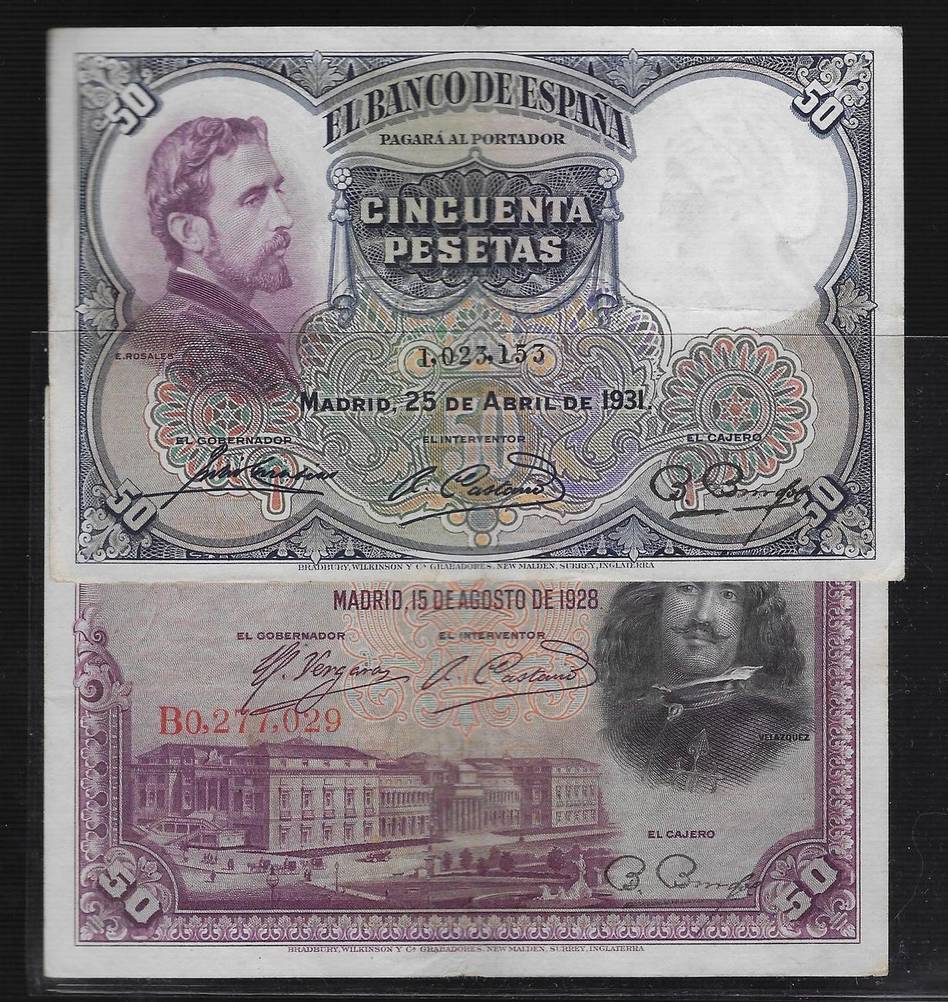 50
50
EL BANCO DE ESPAÑA
PAGARÁ AL PORTADOR
CINCUENTA
PESETAS
E. ROSALES
1,023,153
50
MADRID, 25 DE ABRIL DE 1931.
EL GOBERNADOR EL INTERVENTOR EL CAJERO
A. Castaño
50
50
BRADBURY, WILKINSON Y Cª GRABADORES, NEW MALDEN, SURREY, INGLATERRA
MADRID, 15 DE AGOSTO DE 1928
EL GOBERNADOR EL INTERVENTOR
A. Castaño
B0,277,029
VELAZQUEZ
EL CAJERO
50
50
BRADBURY, WILKINSON Y Cª GRABADORES, NEW MALDEN, SURREY, INGLATERRA